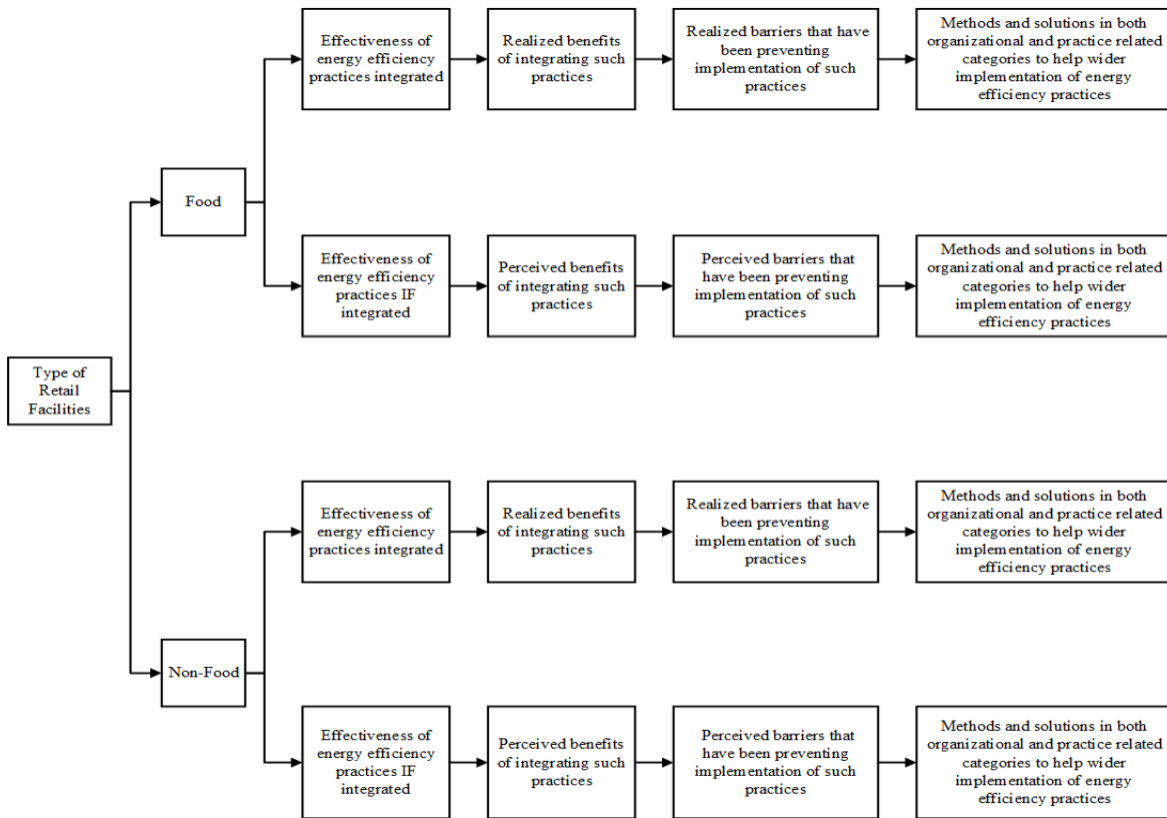 Effectiveness of
energy efficiency
practices integrated
Realized benefits
of integrating such
practices
Realized barriers that have
been preventing
implementation of such
practices
Methods and solutions in both
organizational and practice related
categories to help wider
implementation of energy
efficiency practices
Food
Effectiveness of
energy efficiency
practices IF
integrated
Perceived benefits
of integrating such
practices
Perceived barriers that
have been preventing
implementation of such
practices
Methods and solutions in both
organizational and practice related
categories to help wider
implementation of energy
efficiency practices
Type of
Retail
Facilities
Effectiveness of
energy efficiency
practices integrated
Realized benefits
of integrating such
practices
Realized barriers that have
been preventing
implementation of such
practices
Methods and solutions in both
organizational and practice related
categories to help wider
implementation of energy
efficiency practices
Non-Food
Effectiveness of
energy efficiency
practices IF
integrated
Perceived benefits
of integrating such
practices
Perceived barriers that
have been preventing
implementation of such
practices
Methods and solutions in both
organizational and practice related
categories to help wider
implementation of energy
efficiency practices